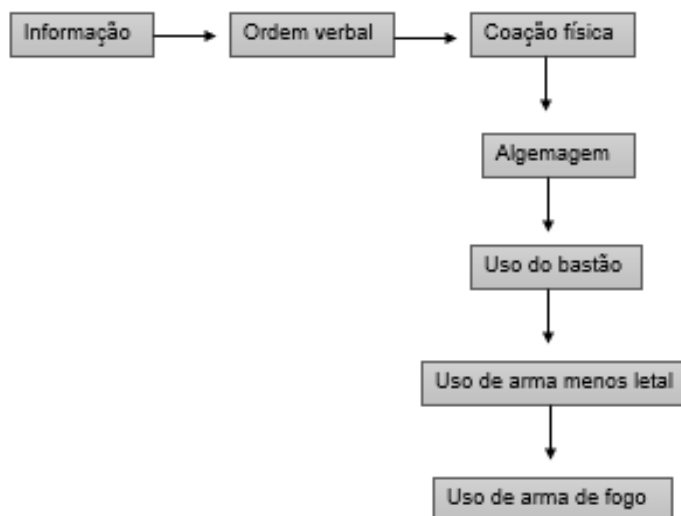 Informação
Ordem verbal
Coação física
Algemagem
Uso do bastão
Uso de arma menos letal
Uso de arma de fogo